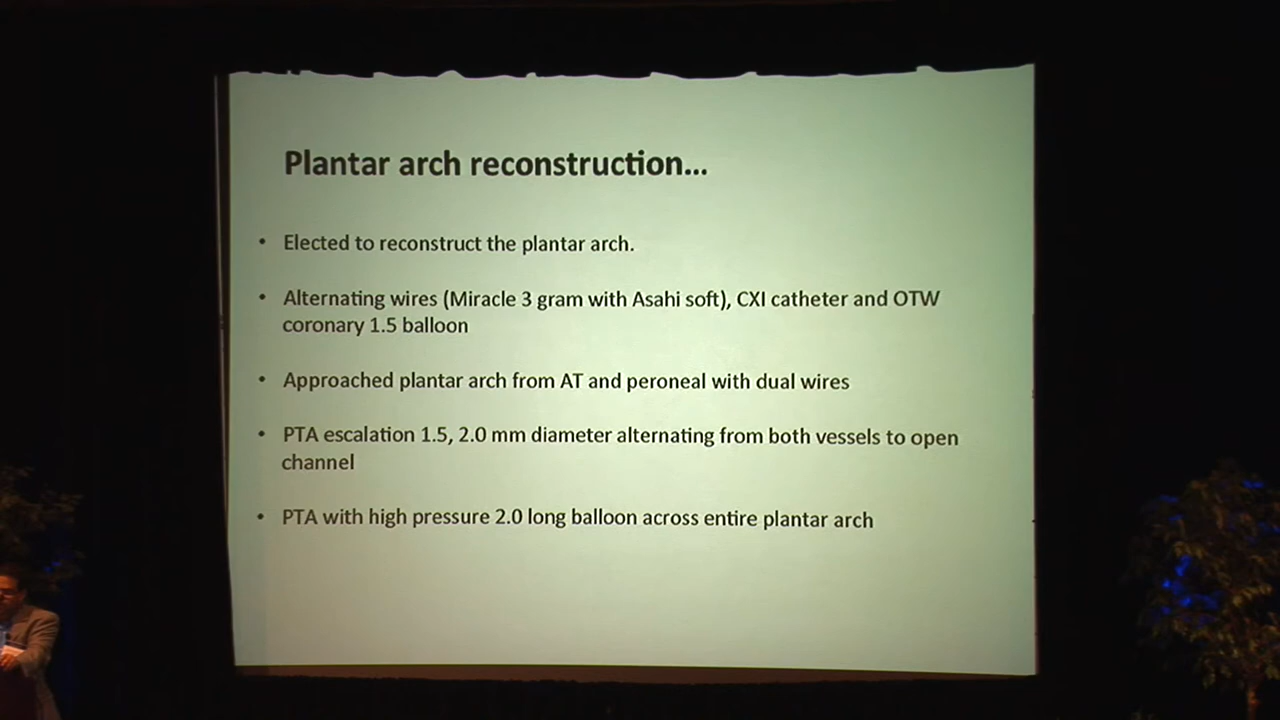 Plantar arch reconstruction...
• Elected to reconstruct the plantar arch.
• Alternating wires (Miracle 3 gram with Asahi soft), CXI catheter and OTW
coronary 1.5 balloon
• Approached plantar arch from AT and peroneal with dual wires
• PTA escalation 1.5, 2.0 mm diameter alternating from both vessels to open
channel
• PTA with high pressure 2.0 long balloon across entire plantar arch